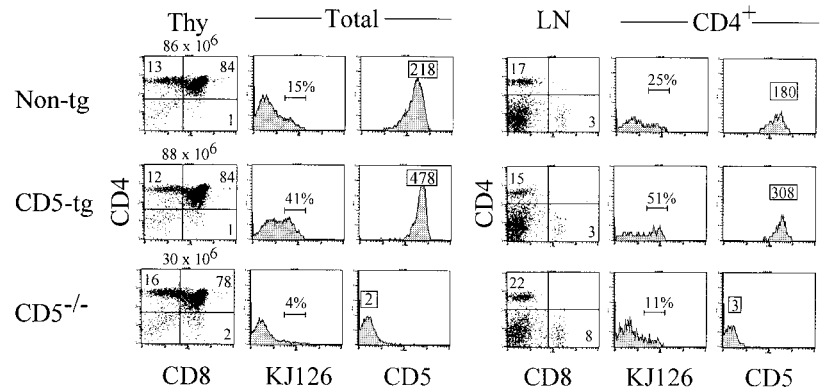 Thy Total LN CD4+
86 x 10^6
Non-tg 13 84 15% 218 17 25% 180
1 3
88 x 10^6
CD5-tg 12 84 41% 478 15 51% 308
1 3
30 x 10^6
CD5-/- 16 78 4% 2 22 11% 3
2 8
CD4 CD4
CD8 KJ126 CD5 CD8 KJ126 CD5